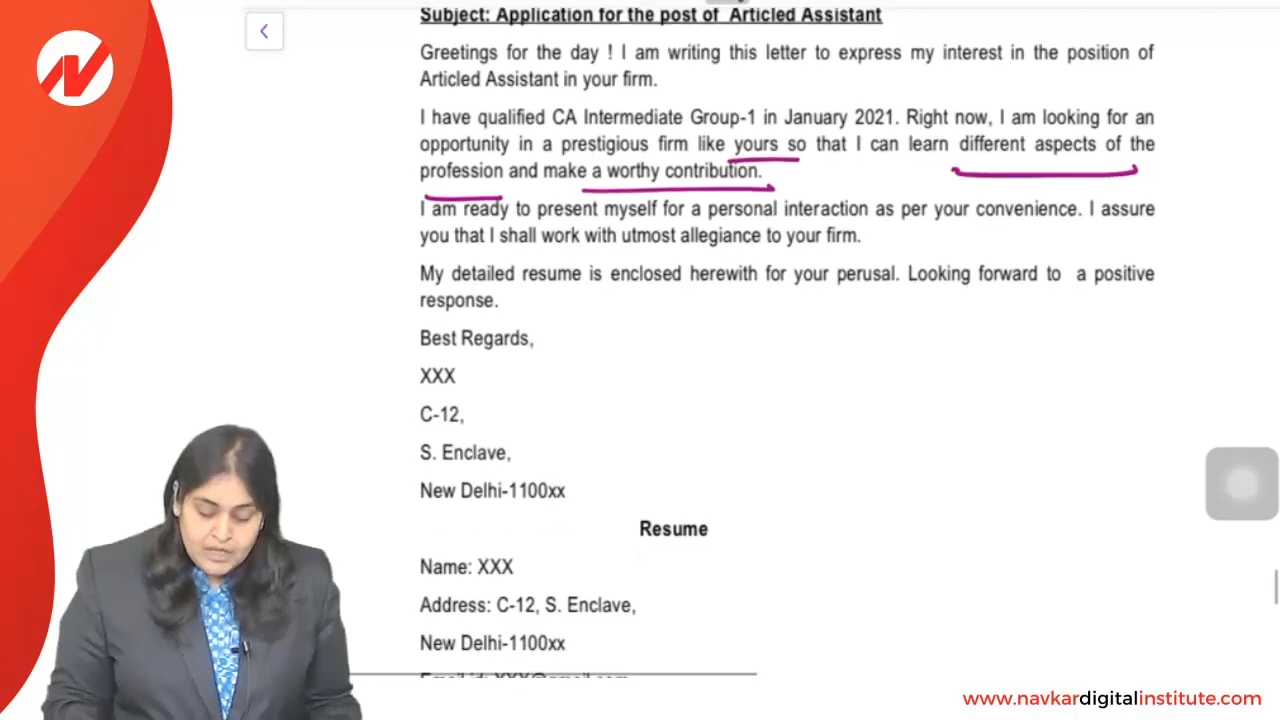 Subject: Application for the post of Articled Assistant
Greetings for the day ! I am writing this letter to express my interest in the position of
Articled Assistant in your firm.
I have qualified CA Intermediate Group-1 in January 2021. Right now, I am looking for an
opportunity in a prestigious firm like yours so that I can learn different aspects of the
profession and make a worthy contribution.
I am ready to present myself for a personal interaction as per your convenience. I assure
you that I shall work with utmost allegiance to your firm.
My detailed resume is enclosed herewith for your perusal. Looking forward to a positive
response.
Best Regards,
XXX
C-12,
S. Enclave,
New Delhi-1100xx
Resume
Name: XXX
Address: C-12, S. Enclave,
New Delhi-1100xx
Email id: XXX@gmail.com
www.navkardigitalinstitute.com